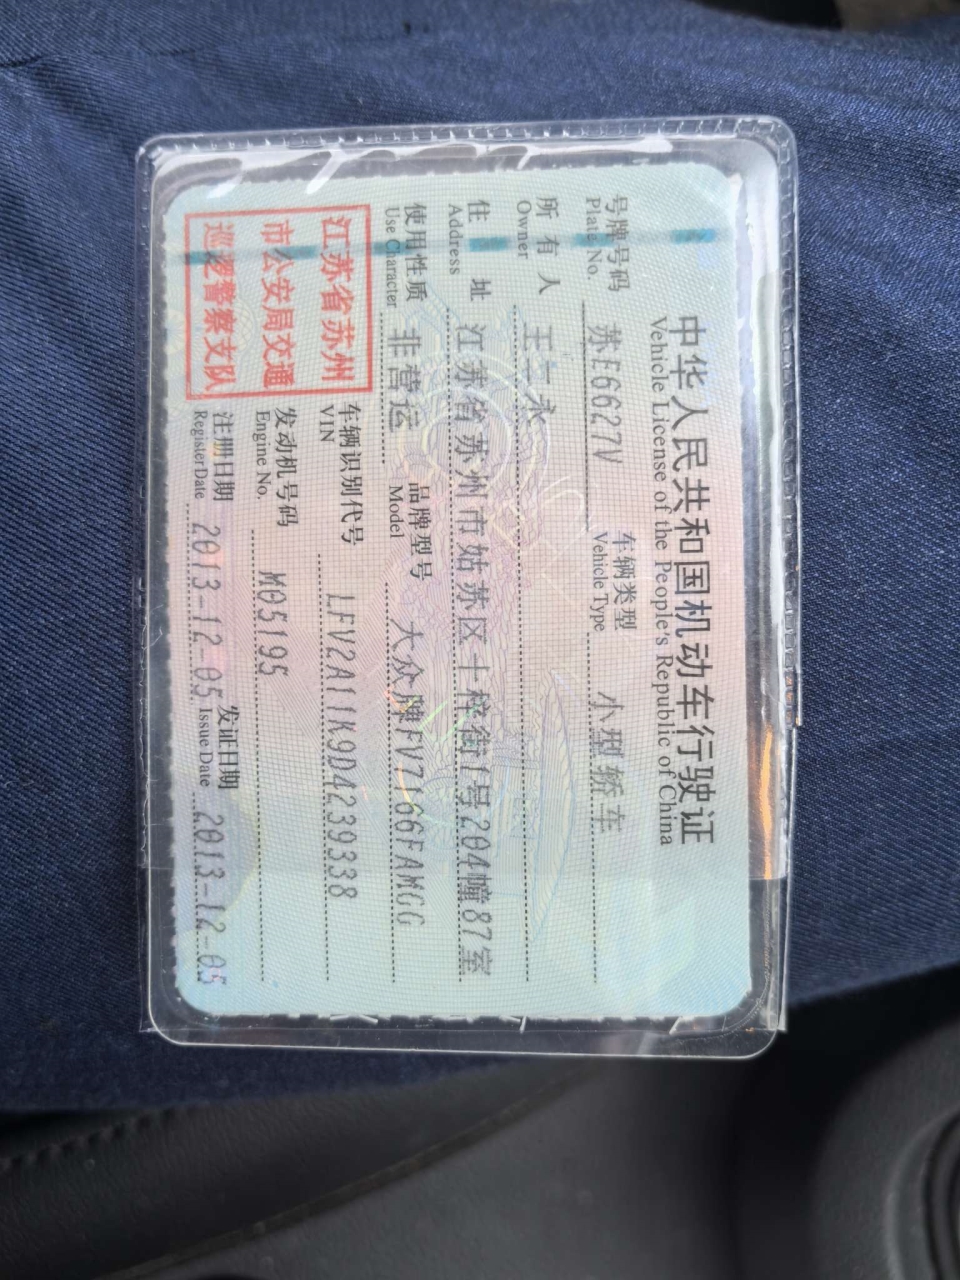 中华人民共和国机动车行驶证
Vehicle License of the People's Republic of China
号牌号码 苏E6627V 车辆类型 小型轿车
Plate No. Vehicle Type
所有人 王二永
Owner
住址 江苏省苏州市姑苏区十梓街1号204幢87室
Address
使用性质 非营运 品牌型号 大众牌FV7166FAMGG
Use Character Model
江苏省苏州
市公安局交通
巡逻警察支队
车辆识别代号 LFV2A11K9D4239338
VIN
发动机号码 M05195
Engine No.
注册日期 2013-12-05 发证日期 2013-12-05
Register Date Issue Date